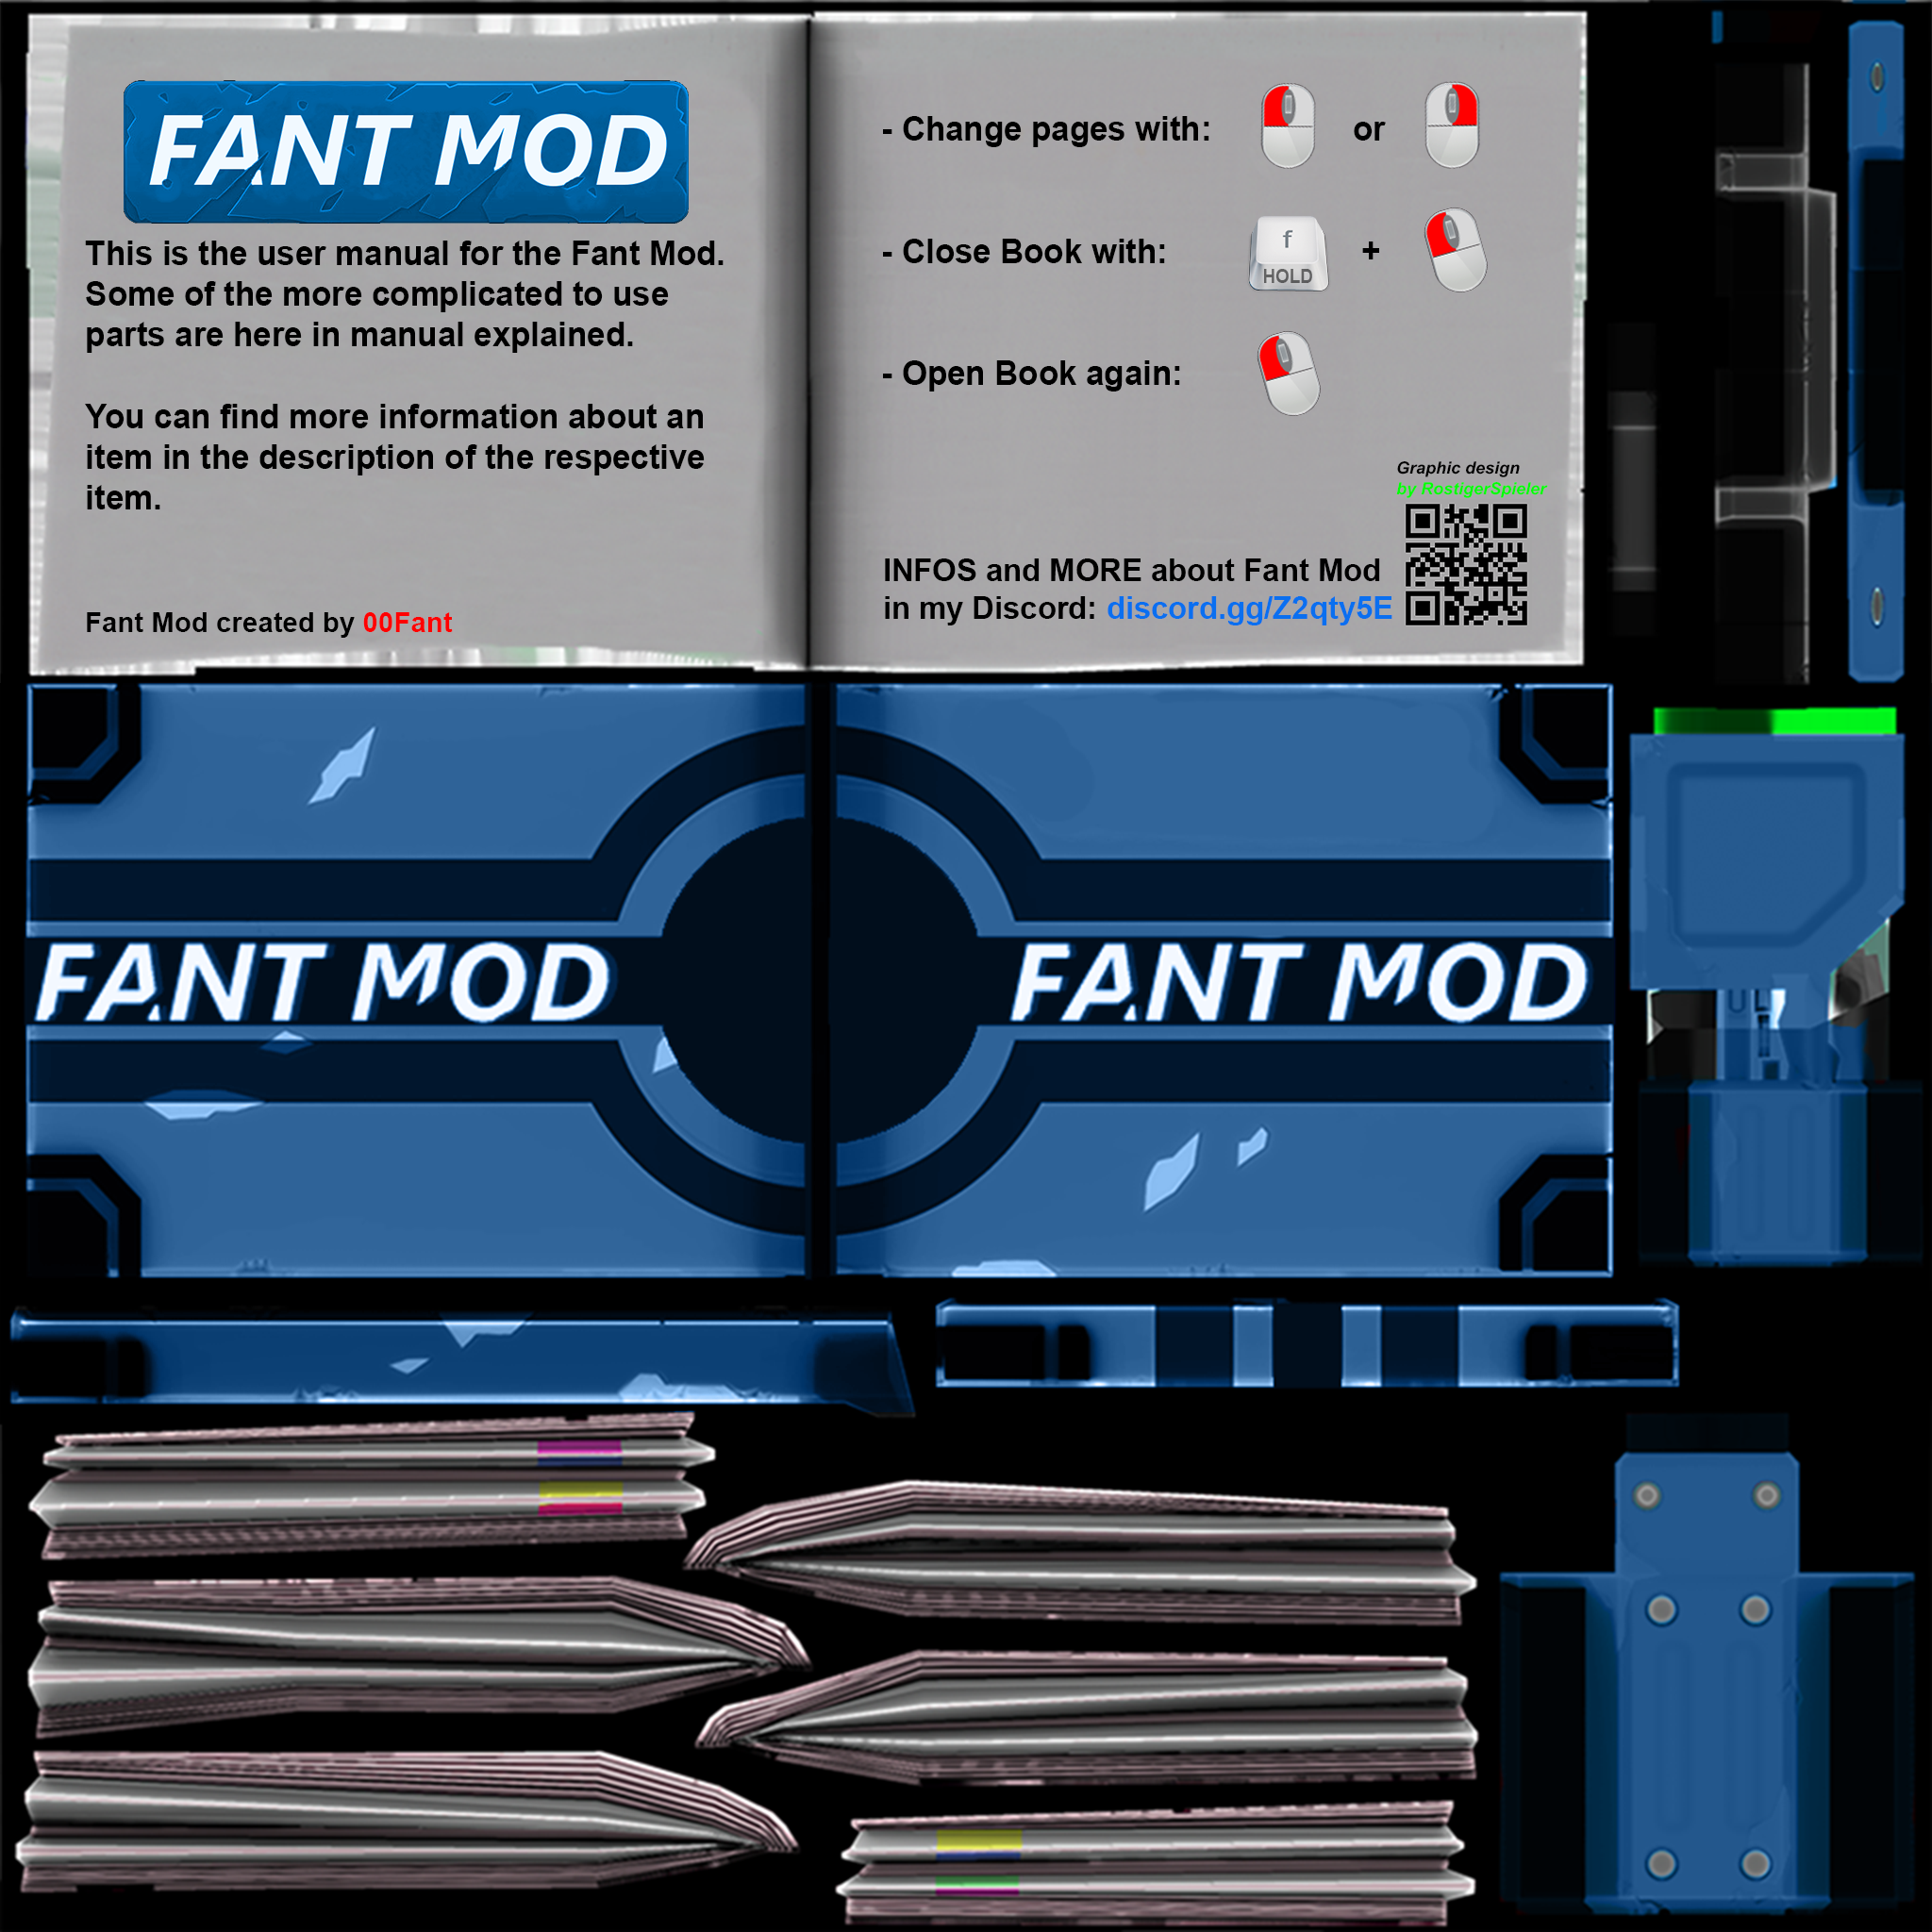 FANT MOD
This is the user manual for the Fant Mod.
Some of the more complicated to use
parts are here in manual explained.
You can find more information about an
item in the description of the respective
item.
Fant Mod created by 00Fant
- Change pages with: or
- Close Book with: f HOLD +
- Open Book again:
Graphic design
by RostigerSpieler
INFOS and MORE about Fant Mod
in my Discord: discord.gg/Z2qty5E
FANT MOD
FANT MOD